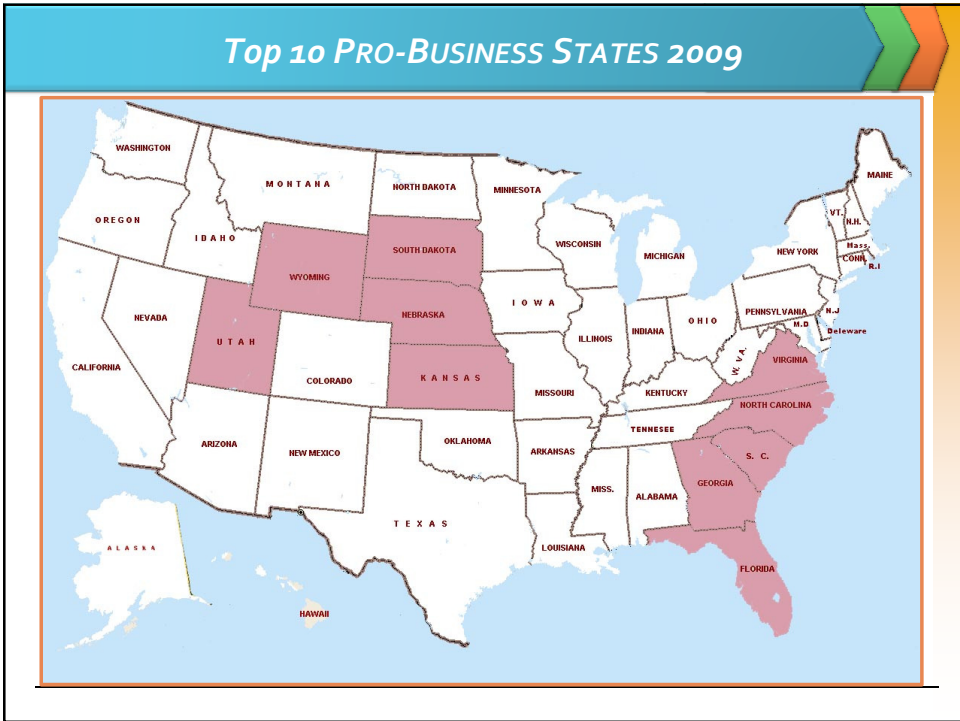 Top 10 PRO-BUSINESS STATES 2009
WASHINGTON
MONTANA
NORTH DAKOTA
MINNESOTA
MAINE
OREGON
IDAHO
SOUTH DAKOTA
WISCONSIN
MICHIGAN
NEW YORK
VT.
N.H.
Mass.
CONN.
R.I
WYOMING
NEVADA
UTAH
NEBRASKA
IOWA
ILLINOIS
INDIANA
OHIO
PENNSYLVANIA
N.J
M.D
Deleware
W. VA.
VIRGINIA
CALIFORNIA
COLORADO
KANSAS
MISSOURI
KENTUCKY
NORTH CAROLINA
TENNESEE
ARIZONA
NEW MEXICO
OKLAHOMA
ARKANSAS
S. C.
MISS.
ALABAMA
GEORGIA
TEXAS
LOUISIANA
FLORIDA
ALASKA
HAWAII